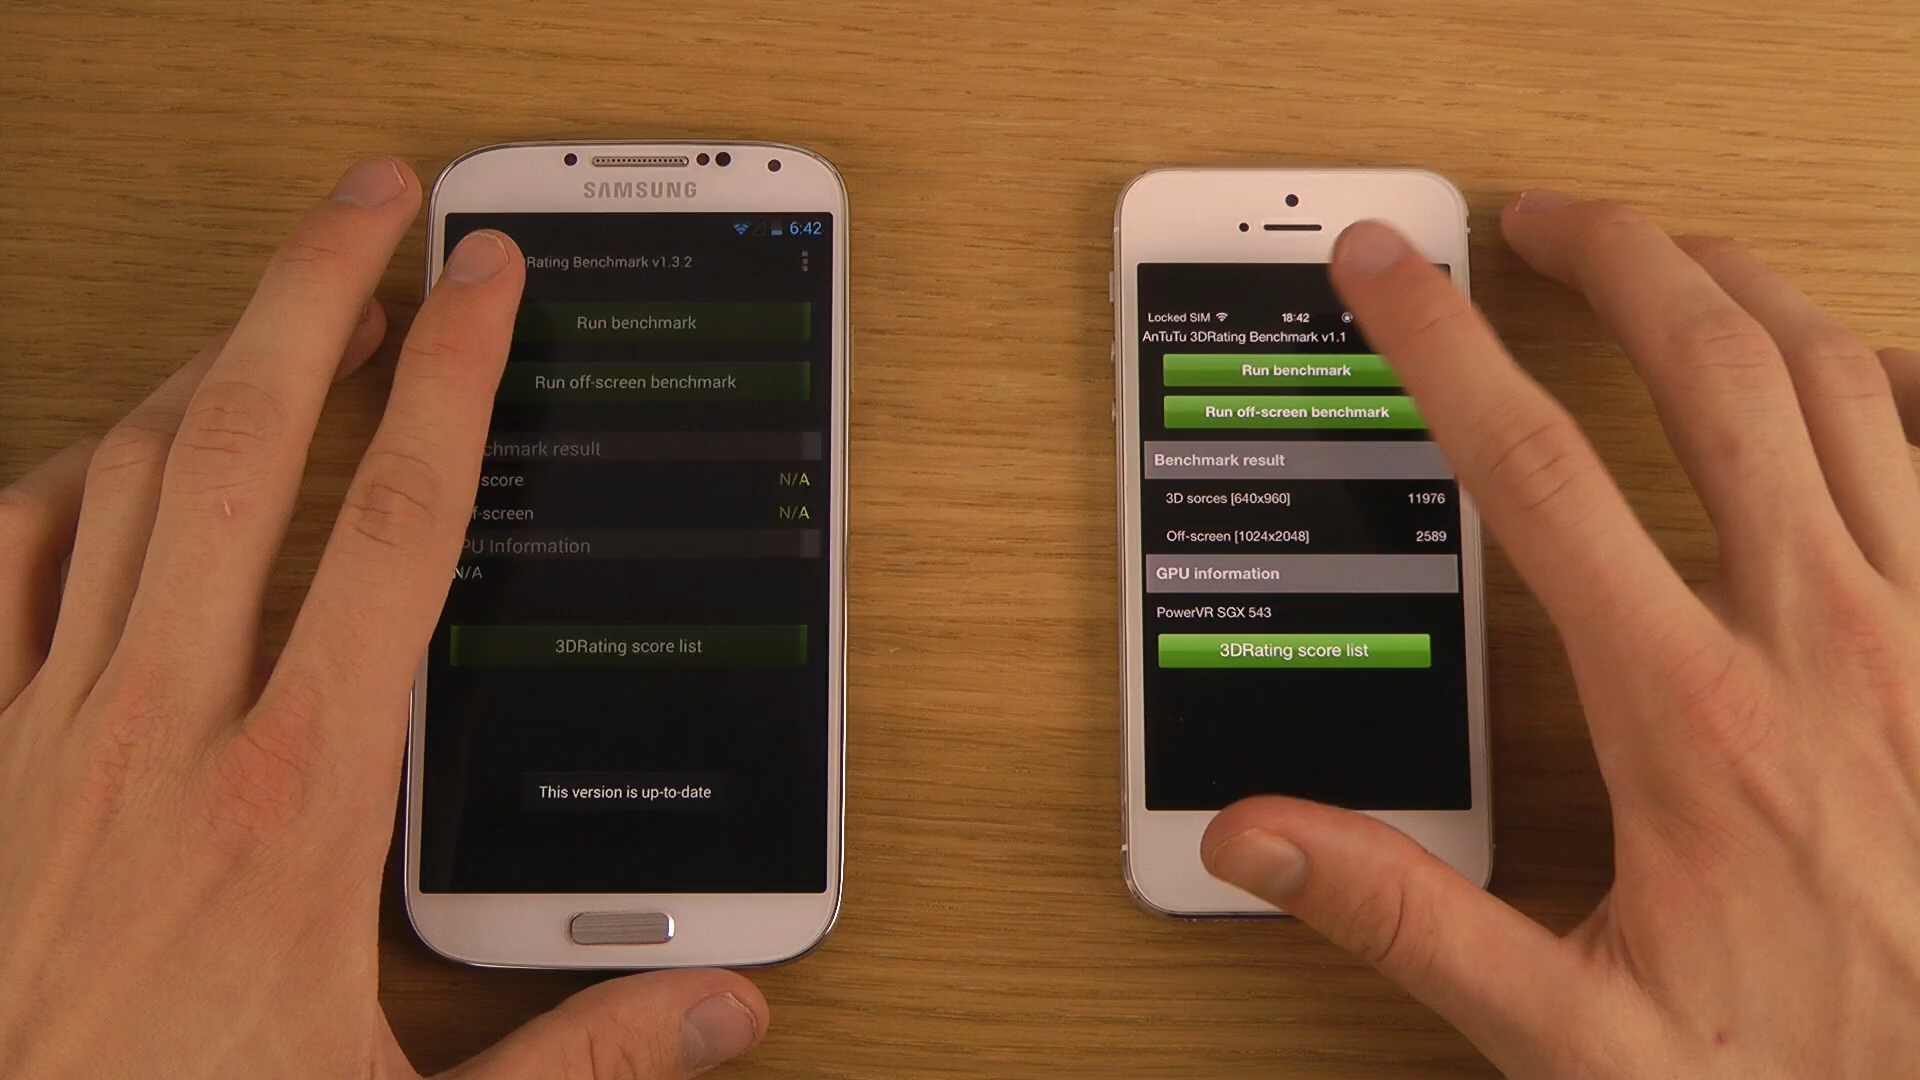 SAMSUNG
6:42
Rating Benchmark v1.3.2
Run benchmark
Run off-screen benchmark
chmark result
score
N/A
f-screen
N/A
PU Information
N/A
3DRating score list
This version is up-to-date
Locked SIM
18:42
AnTuTu 3DRating Benchmark v1.1
Run benchmark
Run off-screen benchmark
Benchmark result
3D sorces [640x960]
11976
Off-screen [1024x2048]
2589
GPU information
PowerVR SGX 543
3DRating score list